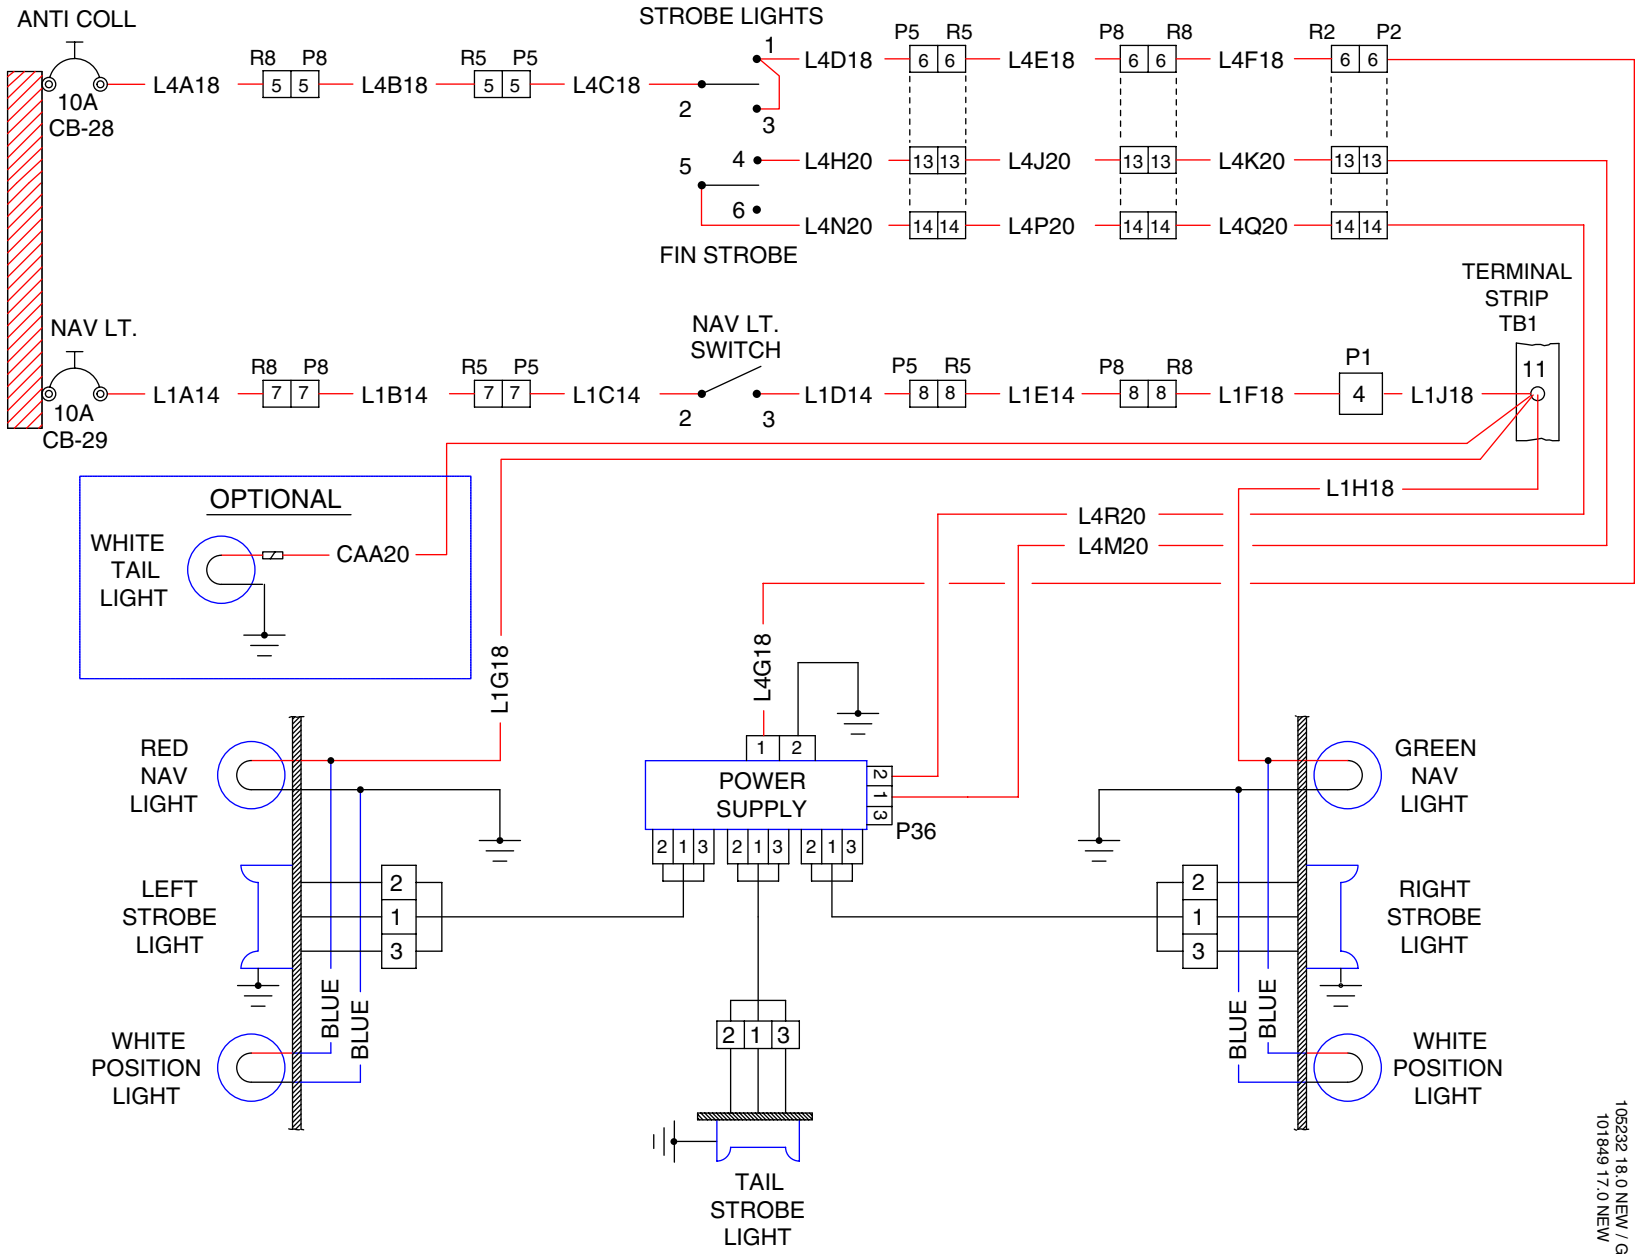 ANTI COLL
STROBE LIGHTS
10A
CB-28
L4A18
R8 P8
5 5
L4B18
R5 P5
5 5
L4C18
2
1
3
L4D18
P5 R5
6 6
L4E18
P8 R8
6 6
L4F18
R2 P2
6 6
5
4
6
L4H20
13 13
L4J20
13 13
L4K20
13 13
L4N20
14 14
L4P20
14 14
L4Q20
14 14
FIN STROBE
TERMINAL
STRIP
TB1
NAV LT.
10A
CB-29
L1A14
R8 P8
7 7
L1B14
R5 P5
7 7
L1C14
NAV LT.
SWITCH
2
3
L1D14
P5 R5
8 8
L1E14
P8 R8
8 8
L1F18
P1
4
L1J18
11
L1H18
L4R20
L4M20
OPTIONAL
WHITE
TAIL
LIGHT
CAA20
L1G18
L4G18
1 2
POWER
SUPPLY
2
1
3
P36
2 1 3
2 1 3
2 1 3
RED
NAV
LIGHT
GREEN
NAV
LIGHT
LEFT
STROBE
LIGHT
2
1
3
2
1
3
RIGHT
STROBE
LIGHT
BLUE
BLUE
BLUE
BLUE
WHITE
POSITION
LIGHT
2 1 3
WHITE
POSITION
LIGHT
TAIL
STROBE
LIGHT
105232 18.0 NEW / G
101849 17.0 NEW